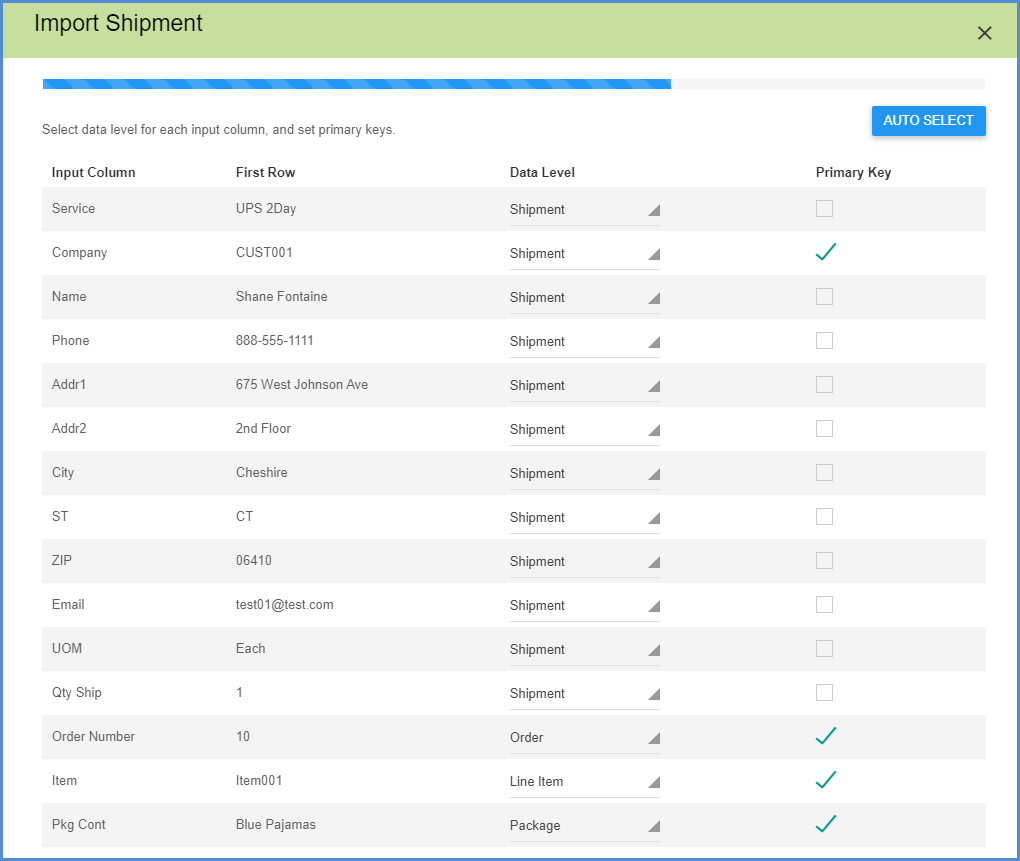 Import Shipment
Select data level for each input column, and set primary keys.
AUTO SELECT
Input Column First Row Data Level Primary Key
Service UPS 2Day Shipment
Company CUST001 Shipment
Name Shane Fontaine Shipment
Phone 888-555-1111 Shipment
Addr1 675 West Johnson Ave Shipment
Addr2 2nd Floor Shipment
City Cheshire Shipment
ST CT Shipment
ZIP 06410 Shipment
Email test01@test.com Shipment
UOM Each Shipment
Qty Ship 1 Shipment
Order Number 10 Order
Item Item001 Line Item
Pkg Cont Blue Pajamas Package